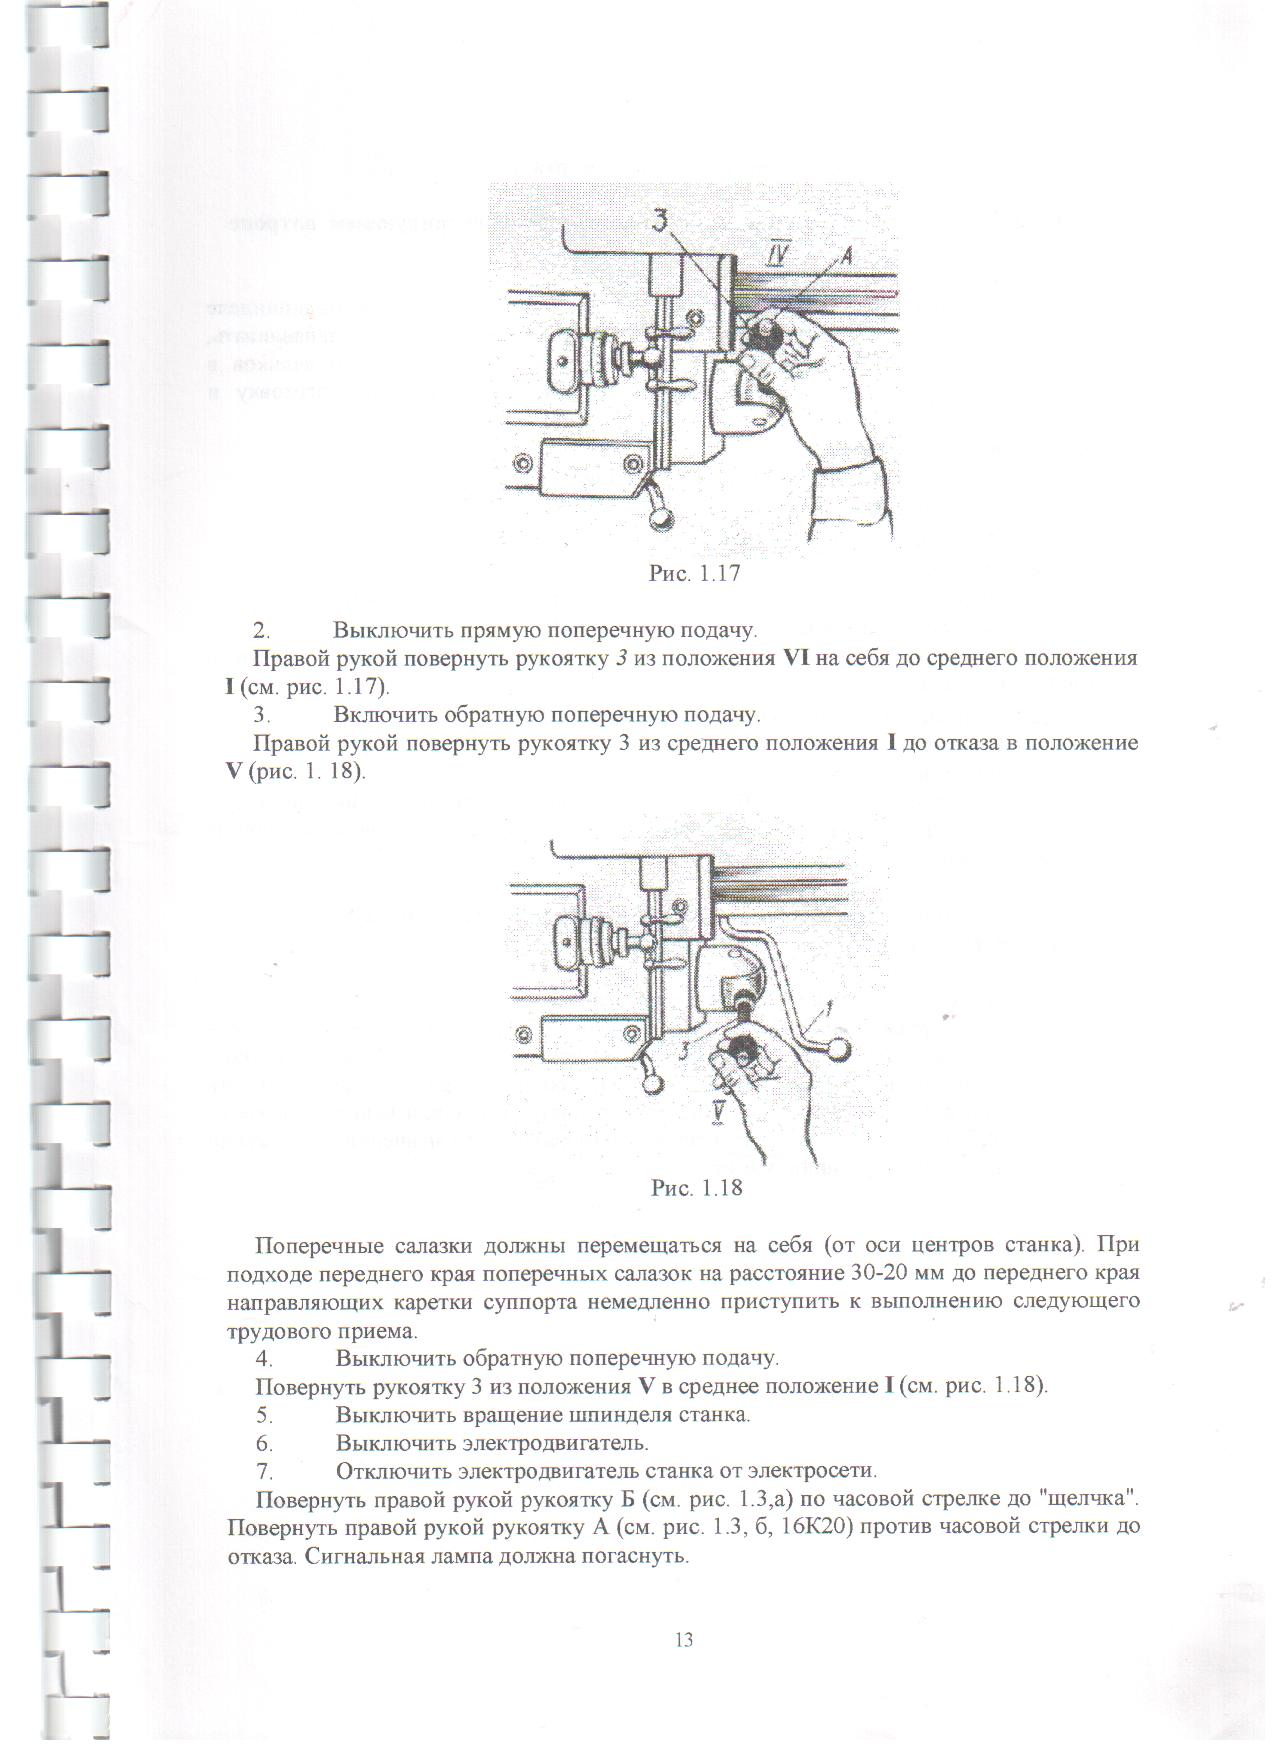 3
IV
А
Рис. 1.17
2. Выключить прямую поперечную подачу.
Правой рукой повернуть рукоятку 3 из положения VI на себя до среднего положения
I (см. рис. 1.17).
3. Включить обратную поперечную подачу.
Правой рукой повернуть рукоятку 3 из среднего положения I до отказа в положение
V (рис. 1. 18).
1
3
V
Рис. 1.18
Поперечные салазки должны перемещаться на себя (от оси центров станка). При
подходе переднего края поперечных салазок на расстояние 30-20 мм до переднего края
направляющих каретки суппорта немедленно приступить к выполнению следующего
трудового приема.
4. Выключить обратную поперечную подачу.
Повернуть рукоятку 3 из положения V в среднее положение I (см. рис. 1.18).
5. Выключить вращение шпинделя станка.
6. Выключить электродвигатель.
7. Отключить электродвигатель станка от электросети.
Повернуть правой рукой рукоятку Б (см. рис. 1.3,а) по часовой стрелке до "щелчка".
Повернуть правой рукой рукоятку А (см. рис. 1.3, б, 16К20) против часовой стрелки до
отказа. Сигнальная лампа должна погаснуть.
13